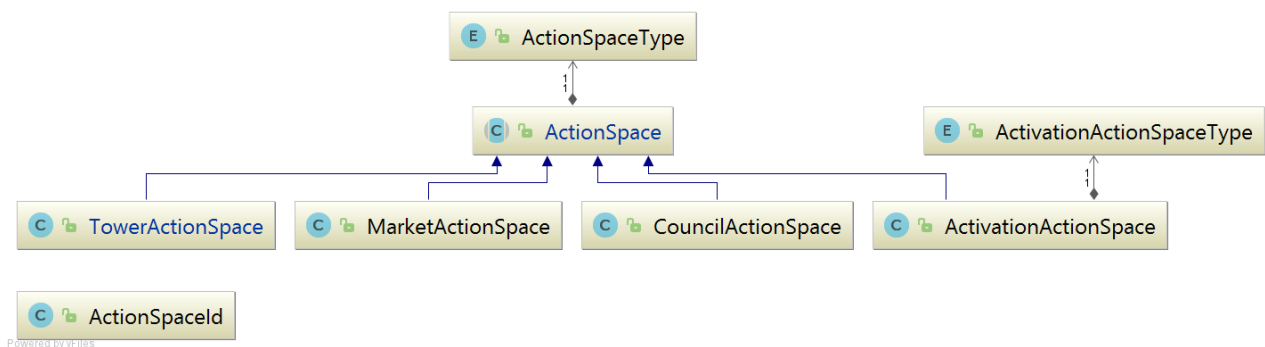 E ActionSpaceType
1
1
C ActionSpace
E ActivationActionSpaceType
1
1
C TowerActionSpace
C MarketActionSpace
C CouncilActionSpace
C ActivationActionSpace
C ActionSpaceId
Powered by yFiles